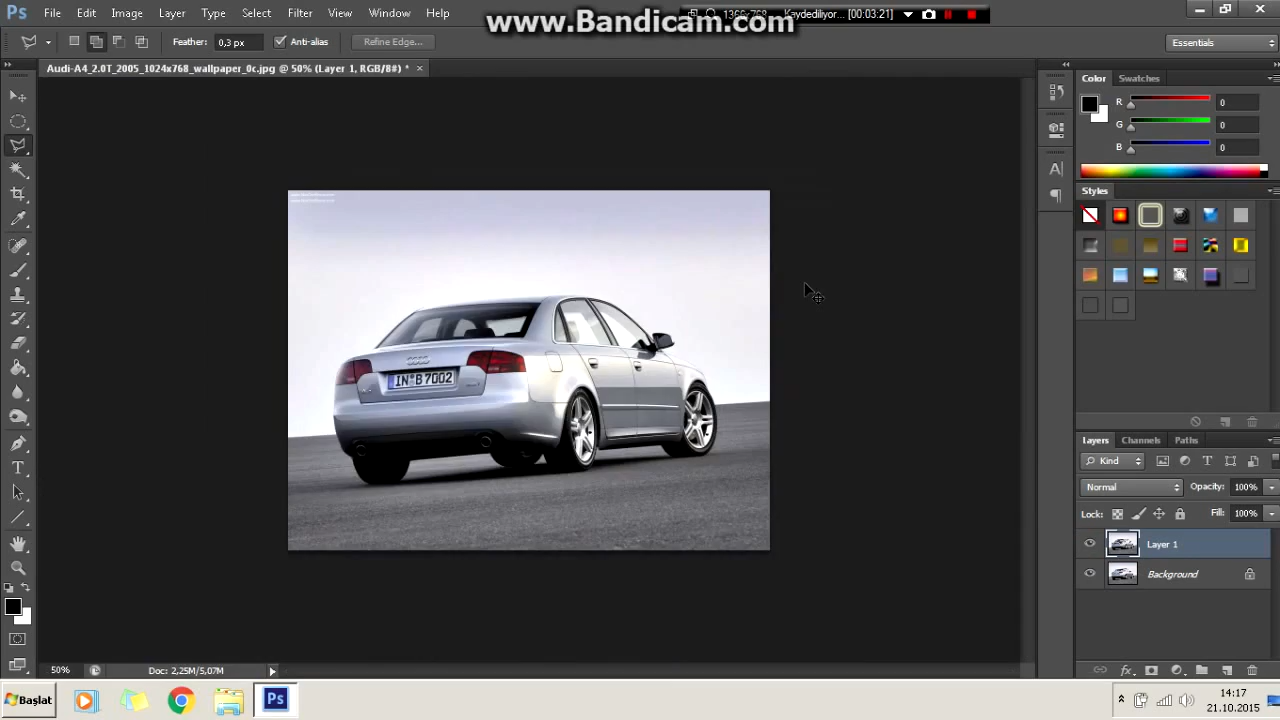 www.Bandicam.com
1366x768 Kaydediliyor... [00:03:21]
Ps File Edit Image Layer Type Select Filter View Window Help
Feather: 0,3 px Anti-alias Refine Edge... Essentials
Audi-A4_2.0T_2005_1024x768_wallpaper_0c.jpg @ 50% (Layer 1, RGB/8#) * ×
Color Swatches
R 0
G 0
B 0
Styles
IN B 7002
Layers Channels Paths
Kind
Normal Opacity: 100%
Lock: Fill: 100%
Layer 1
Background
50% Doc: 2,25M/5,07M
Başlat Ps 14:17
21.10.2015